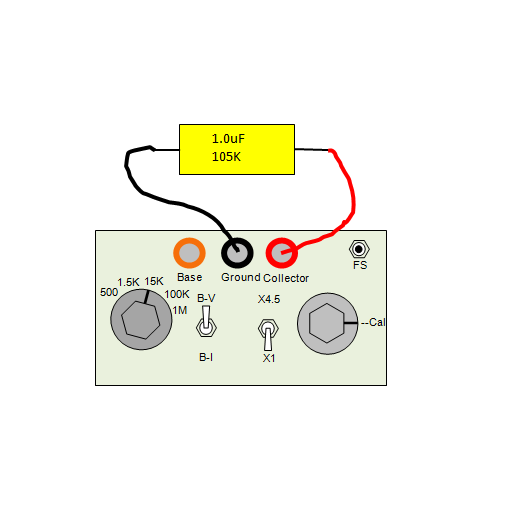 1.0uF
105K
Base
Ground
Collector
FS
500
1.5K
15K
100K
1M
B-V
X4.5
--Cal
B-I
X1